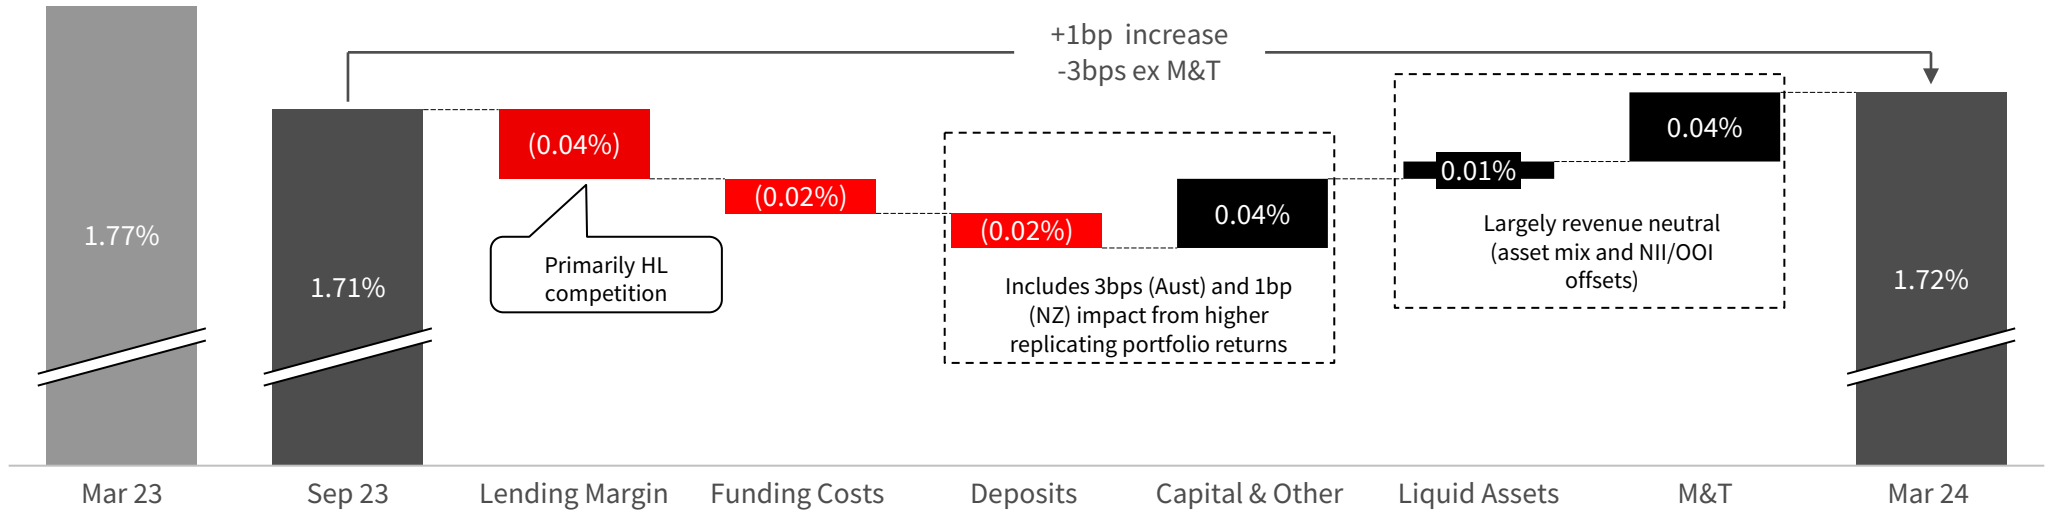 +1bp increase
-3bps ex M&T
1.77%
1.71%
(0.04%)
Primarily HL
competition
(0.02%)
(0.02%)
0.04%
Includes 3bps (Aust) and 1bp
(NZ) impact from higher
replicating portfolio returns
0.01%
0.04%
Largely revenue neutral
(asset mix and NII/OOI
offsets)
1.72%
Mar 23
Sep 23
Lending Margin
Funding Costs
Deposits
Capital & Other
Liquid Assets
M&T
Mar 24